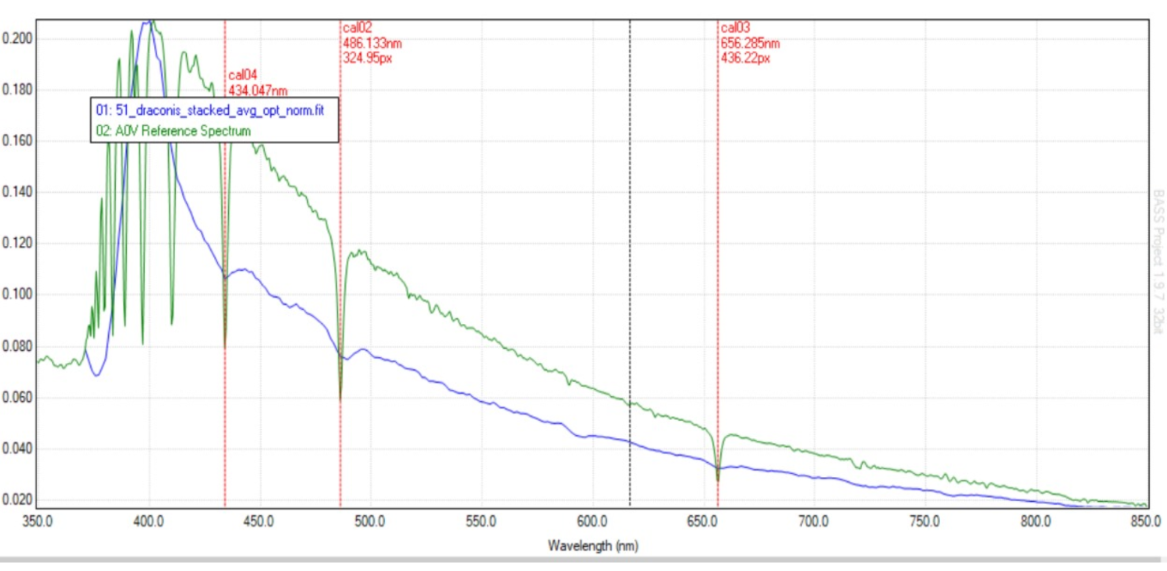 0.200
0.180
0.160
0.140
0.120
0.100
0.080
0.060
0.040
0.020
cal04
434.047nm
cal02
486.133nm
324.95px
cal03
656.285nm
436.22px
01: 51_draconis_stacked_avg_opt_norm.fit
02: A0V Reference Spectrum
BASS Project 1.9.7 32bit
350.0 400.0 450.0 500.0 550.0 600.0 650.0 700.0 750.0 800.0 850.0
Wavelength (nm)